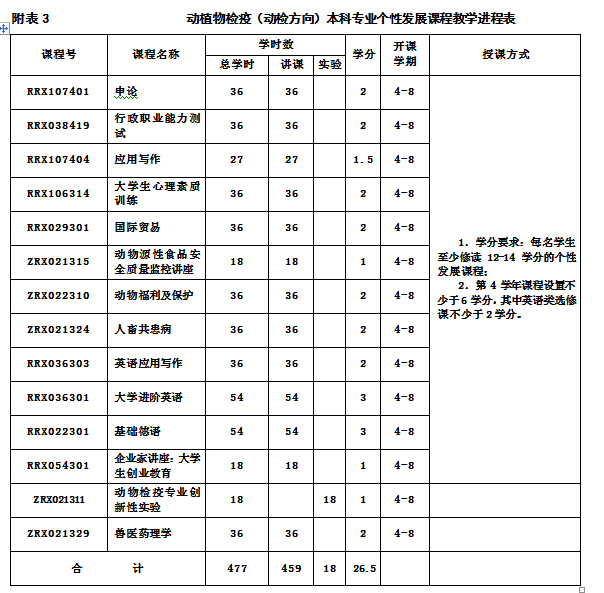 附表 3 动植物检疫（动检方向）本科专业个性发展课程教学进程表
课程号 课程名称 学时数 学分 开课学期 授课方式
总学时 讲课 实验
RRX107401 申论 36 36 2 4-8
RRX038419 行政职业能力测
试 36 36 2 4-8
RRX107404 应用写作 27 27 1.5 4-8
RRX106314 大学生心理素质
训练 36 36 2 4-8
RRX029301 国际贸易 36 36 2 4-8
ZRX021315 动物源性食品安
全质量监控讲座 18 18 1 4-8
ZRX022310 动物福利及保护 36 36 2 4-8
ZRX021324 人畜共患病 36 36 2 4-8
RRX036303 英语应用写作 36 36 2 4-8
RRX036301 大学进阶英语 54 54 3 4-8
RRX022301 基础德语 54 54 3 4-8
RRX054301 企业家讲座：大学
生创业教育 18 18 1 4-8
1．学分要求：每名学生
至少修读 12-14 学分的个性
发展课程；
2．第 4 学年课程设置不
少于 6 学分，其中英语类选修
课不少于 2 学分。
ZRX021311 动物检疫专业创
新性实验 18 18 1 4-8
ZRX021329 兽医药理学 36 36 2 4-8
合 计 477 459 18 26.5